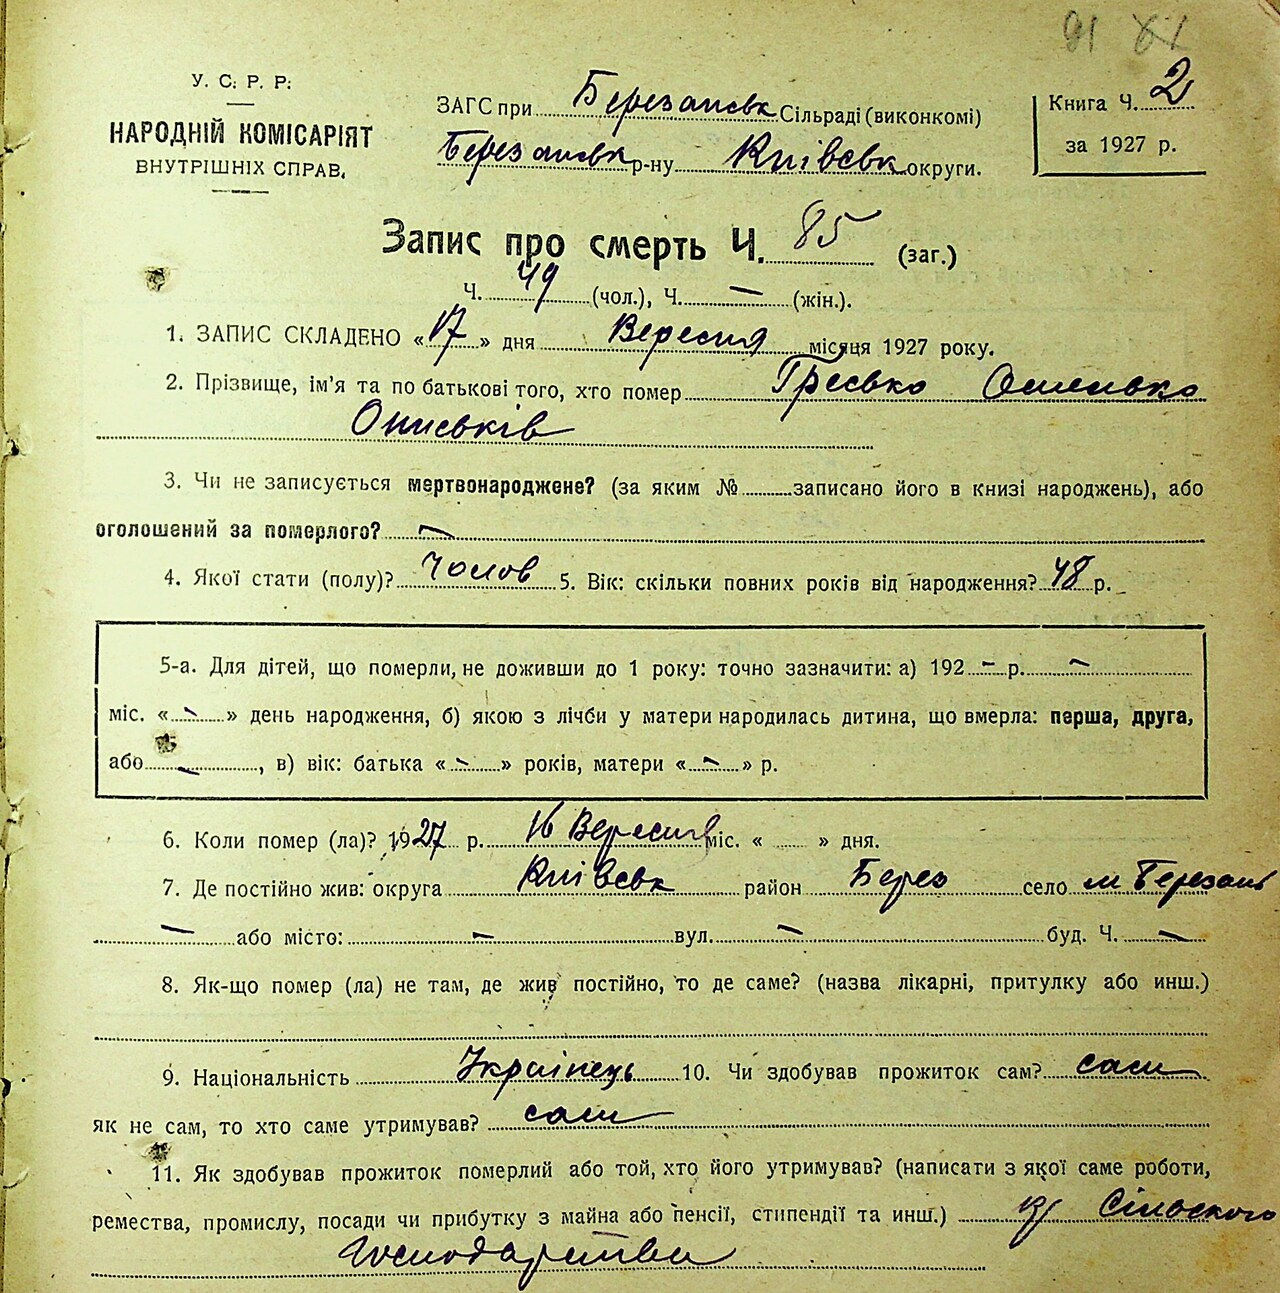 91 81
У. С. Р. Р.
НАРОДНІЙ КОМІСАРІЯТ
ВНУТРІШНІХ СПРАВ.
ЗАГС при Березанськ Сільраді (виконкомі)
Березанськ р-ну Київськ округи.
Книга Ч. 2
за 1927 р.
Запис про смерть Ч. 85 (заг.)
Ч. 49 (чол.), Ч. — (жін.).
1. ЗАПИС СКЛАДЕНО «17» дня Вересня місяця 1927 року.
2. Прізвище, ім'я та по батькові того, хто помер Гресько
3. Чи не записується мертвонароджене? (за яким № записано його в книзі народжень), або
оголошений за померлого? —
4. Якої стати (полу)? Чолов 5. Вік: скільки повних років від народження? 48 р.
5-а. Для дітей, що померли, не доживши до 1 року: точно зазначити: а) 192 — р. —
міс. « — » день народження, б) якою з лічби у матери народилась дитина, що вмерла: перша, друга,
або — , в) вік: батька « — » років, матери « — » р.
6. Коли помер (ла)? 1927 р. 16 Вересня міс. « » дня.
7. Де постійно жив: округа Київськ район Берез село м Березань
— або місто: — вул. — буд. Ч. —
8. Як-що помер (ла) не там, де жив постійно, то де саме? (назва лікарні, притулку або инш.)
9. Національність Українець 10. Чи здобував прожиток сам? сам
як не сам, то хто саме утримував? сам
11. Як здобував прожиток померлий або той, хто його утримував? (написати з якої саме роботи,
ремества, промислу, посади чи прибутку з майна або пенсії, стипендії та инш.) із Сільского
Господарства